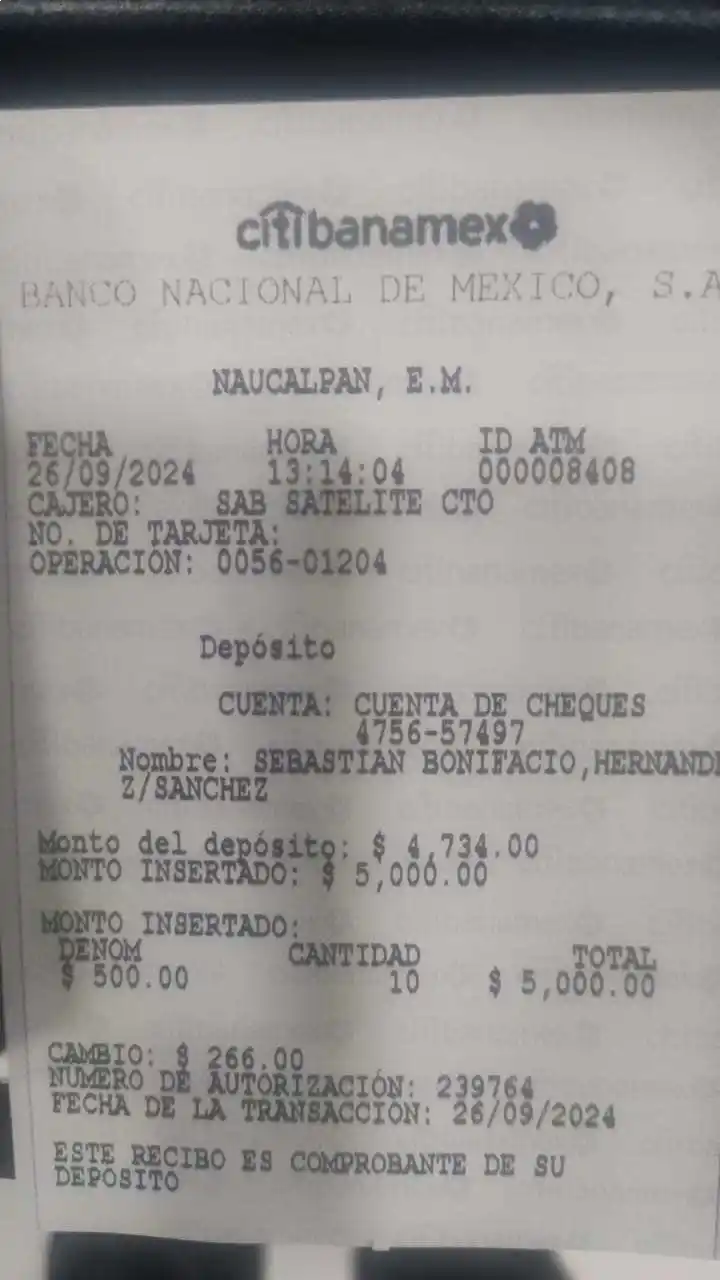 citibanamex
BANCO NACIONAL DE MEXICO, S.A
NAUCALPAN, E.M.
FECHA HORA ID ATM
26/09/2024 13:14:04 000008408
CAJERO: SAB SATELITE CTO
NO. DE TARJETA:
OPERACIÓN: 0056-01204
Depósito
CUENTA: CUENTA DE CHEQUES
4756-57497
Nombre: SEBASTIAN BONIFACIO,HERNANDE
Z/SANCHEZ
Monto del depósito: $ 4,734.00
MONTO INSERTADO: $ 5,000.00
MONTO INSERTADO:
DENOM CANTIDAD TOTAL
$ 500.00 10 $ 5,000.00
CAMBIO: $ 266.00
NUMERO DE AUTORIZACIÓN: 239764
FECHA DE LA TRANSACCIÓN: 26/09/2024
ESTE RECIBO ES COMPROBANTE DE SU
DEPOSITO